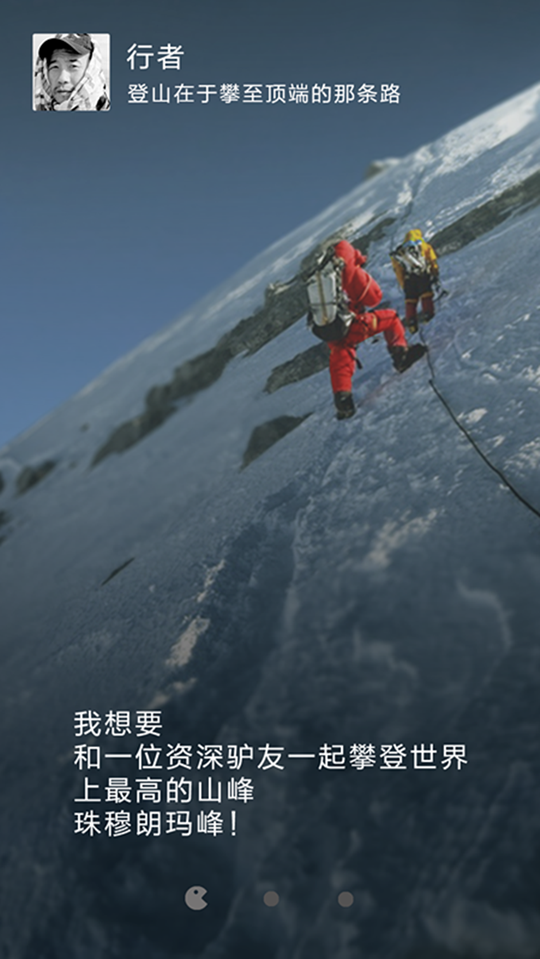 行者
登山在于攀至顶端的那条路
我想要
和一位资深驴友一起攀登世界
上最高的山峰
珠穆朗玛峰！